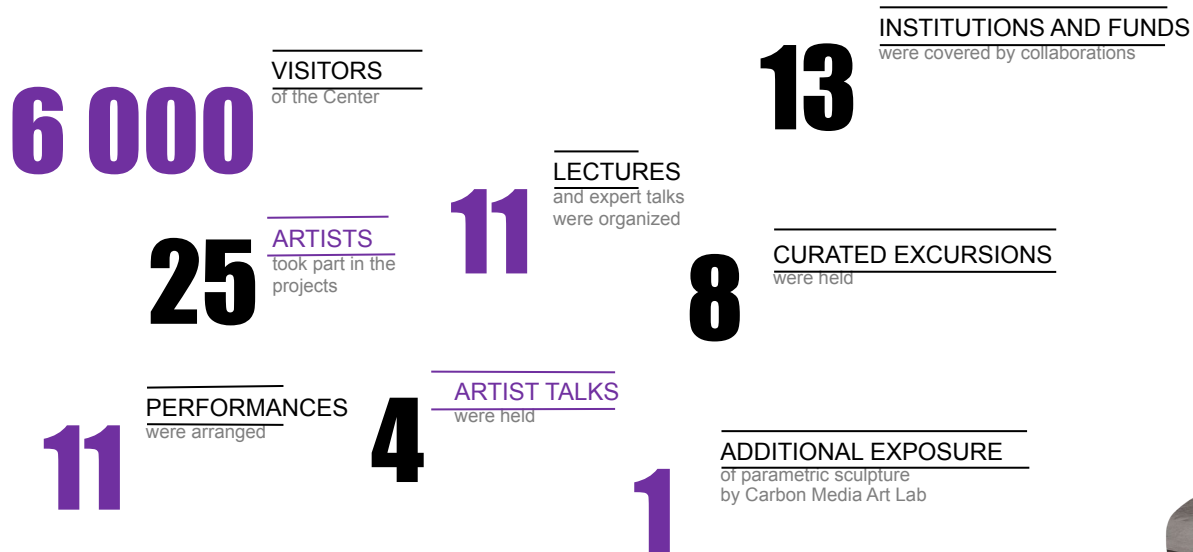 6 000
VISITORS
of the Center
13
INSTITUTIONS AND FUNDS
were covered by collaborations
25
ARTISTS
took part in the
projects
11
LECTURES
and expert talks
were organized
8
CURATED EXCURSIONS
were held
11
PERFORMANCES
were arranged
4
ARTIST TALKS
were held
1
ADDITIONAL EXPOSURE
of parametric sculpture
by Carbon Media Art Lab